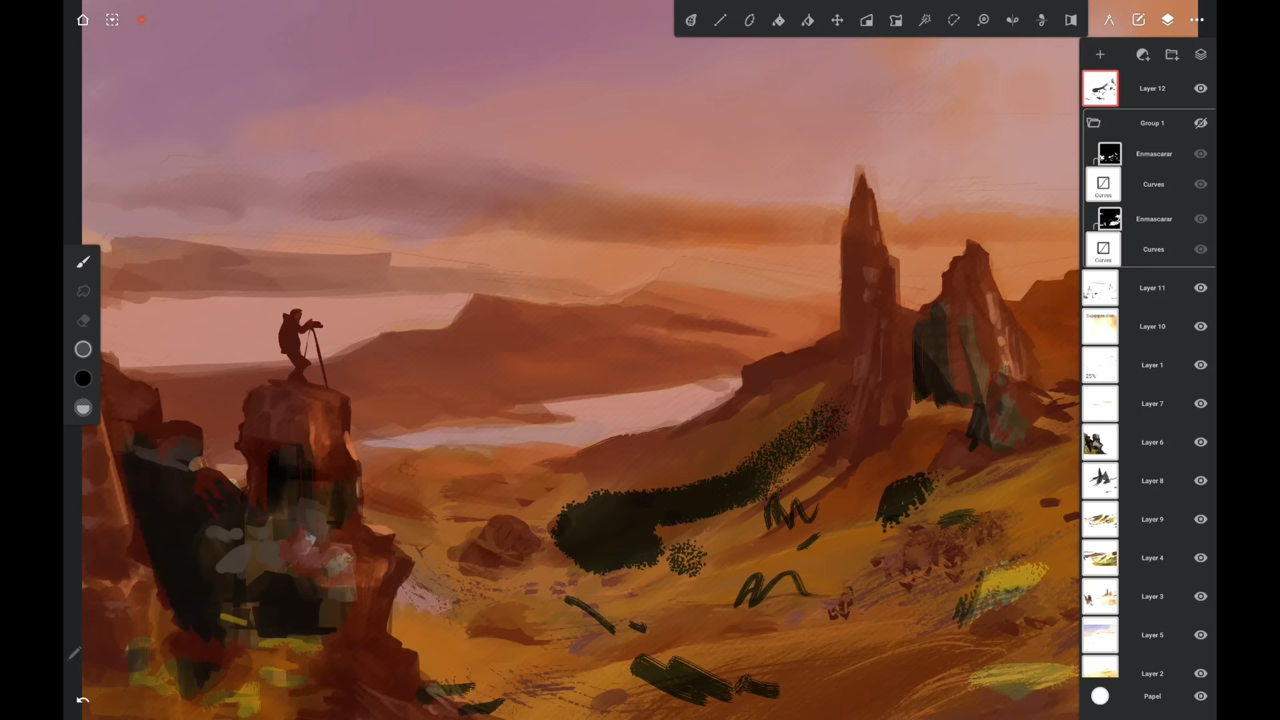 Layer 12
Group 1
Enmascarar
Curves
Curves
Enmascarar
Curves
Curves
Layer 11
Layer 10
Layer 1
25%
Layer 7
Layer 6
Layer 8
Layer 9
Layer 4
Layer 3
Layer 5
Layer 2
Papel